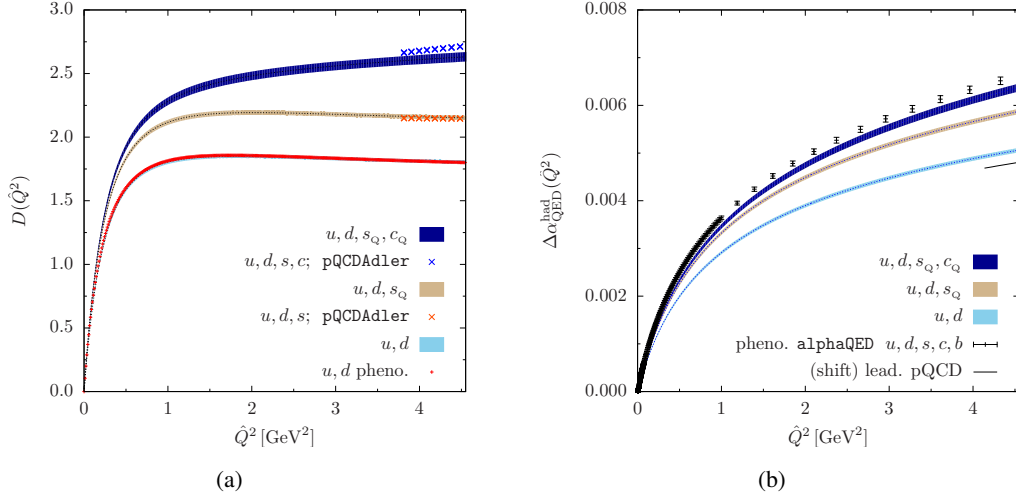 3.0
2.5
2.0
1.5
1.0
0.5
0.0
D(Q̂²)
u, d, s_Q, c_Q
u, d, s, c; pQCDAdler
u, d, s_Q
u, d, s; pQCDAdler
u, d
u, d pheno.
0 1 2 3 4
Q̂² [GeV²]
(a)
0.008
0.006
0.004
0.002
0.000
Δα^had_QED(Q̂²)
u, d, s_Q, c_Q
u, d, s_Q
u, d
pheno. alphaQED u, d, s, c, b
(shift) lead. pQCD
0 1 2 3 4
Q̂² [GeV²]
(b)